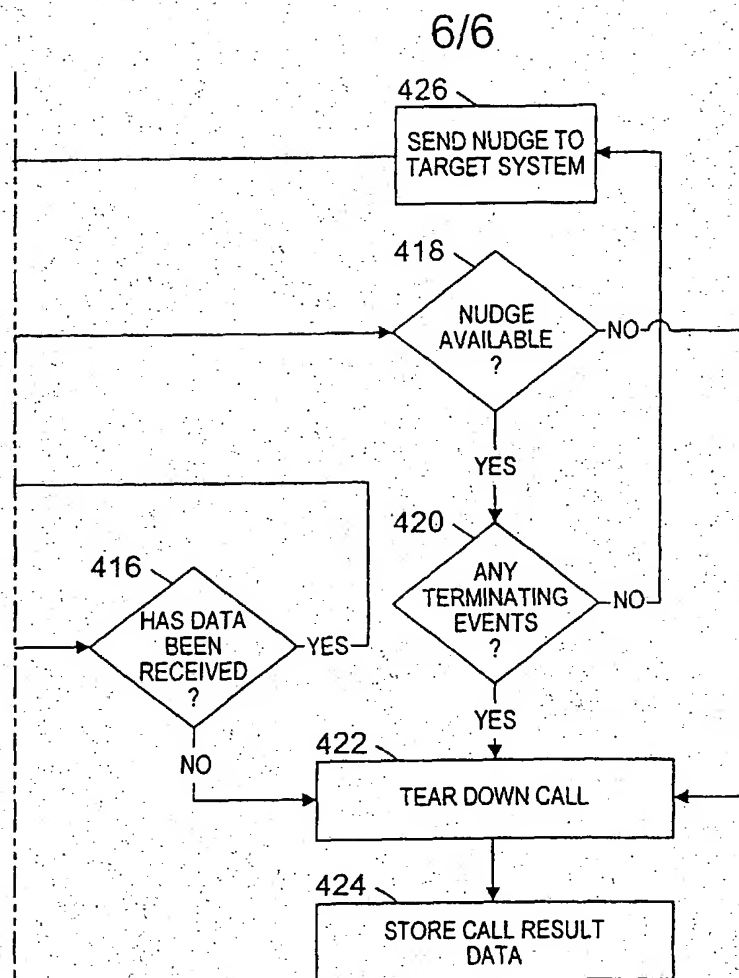 6/6
426
SEND NUDGE TO
TARGET SYSTEM
418
NUDGE
AVAILABLE
?
NO
YES
420
ANY
TERMINATING
EVENTS
?
NO
416
HAS DATA
BEEN
RECEIVED
?
YES
YES
NO
422
TEAR DOWN CALL
424
STORE CALL RESULT
DATA